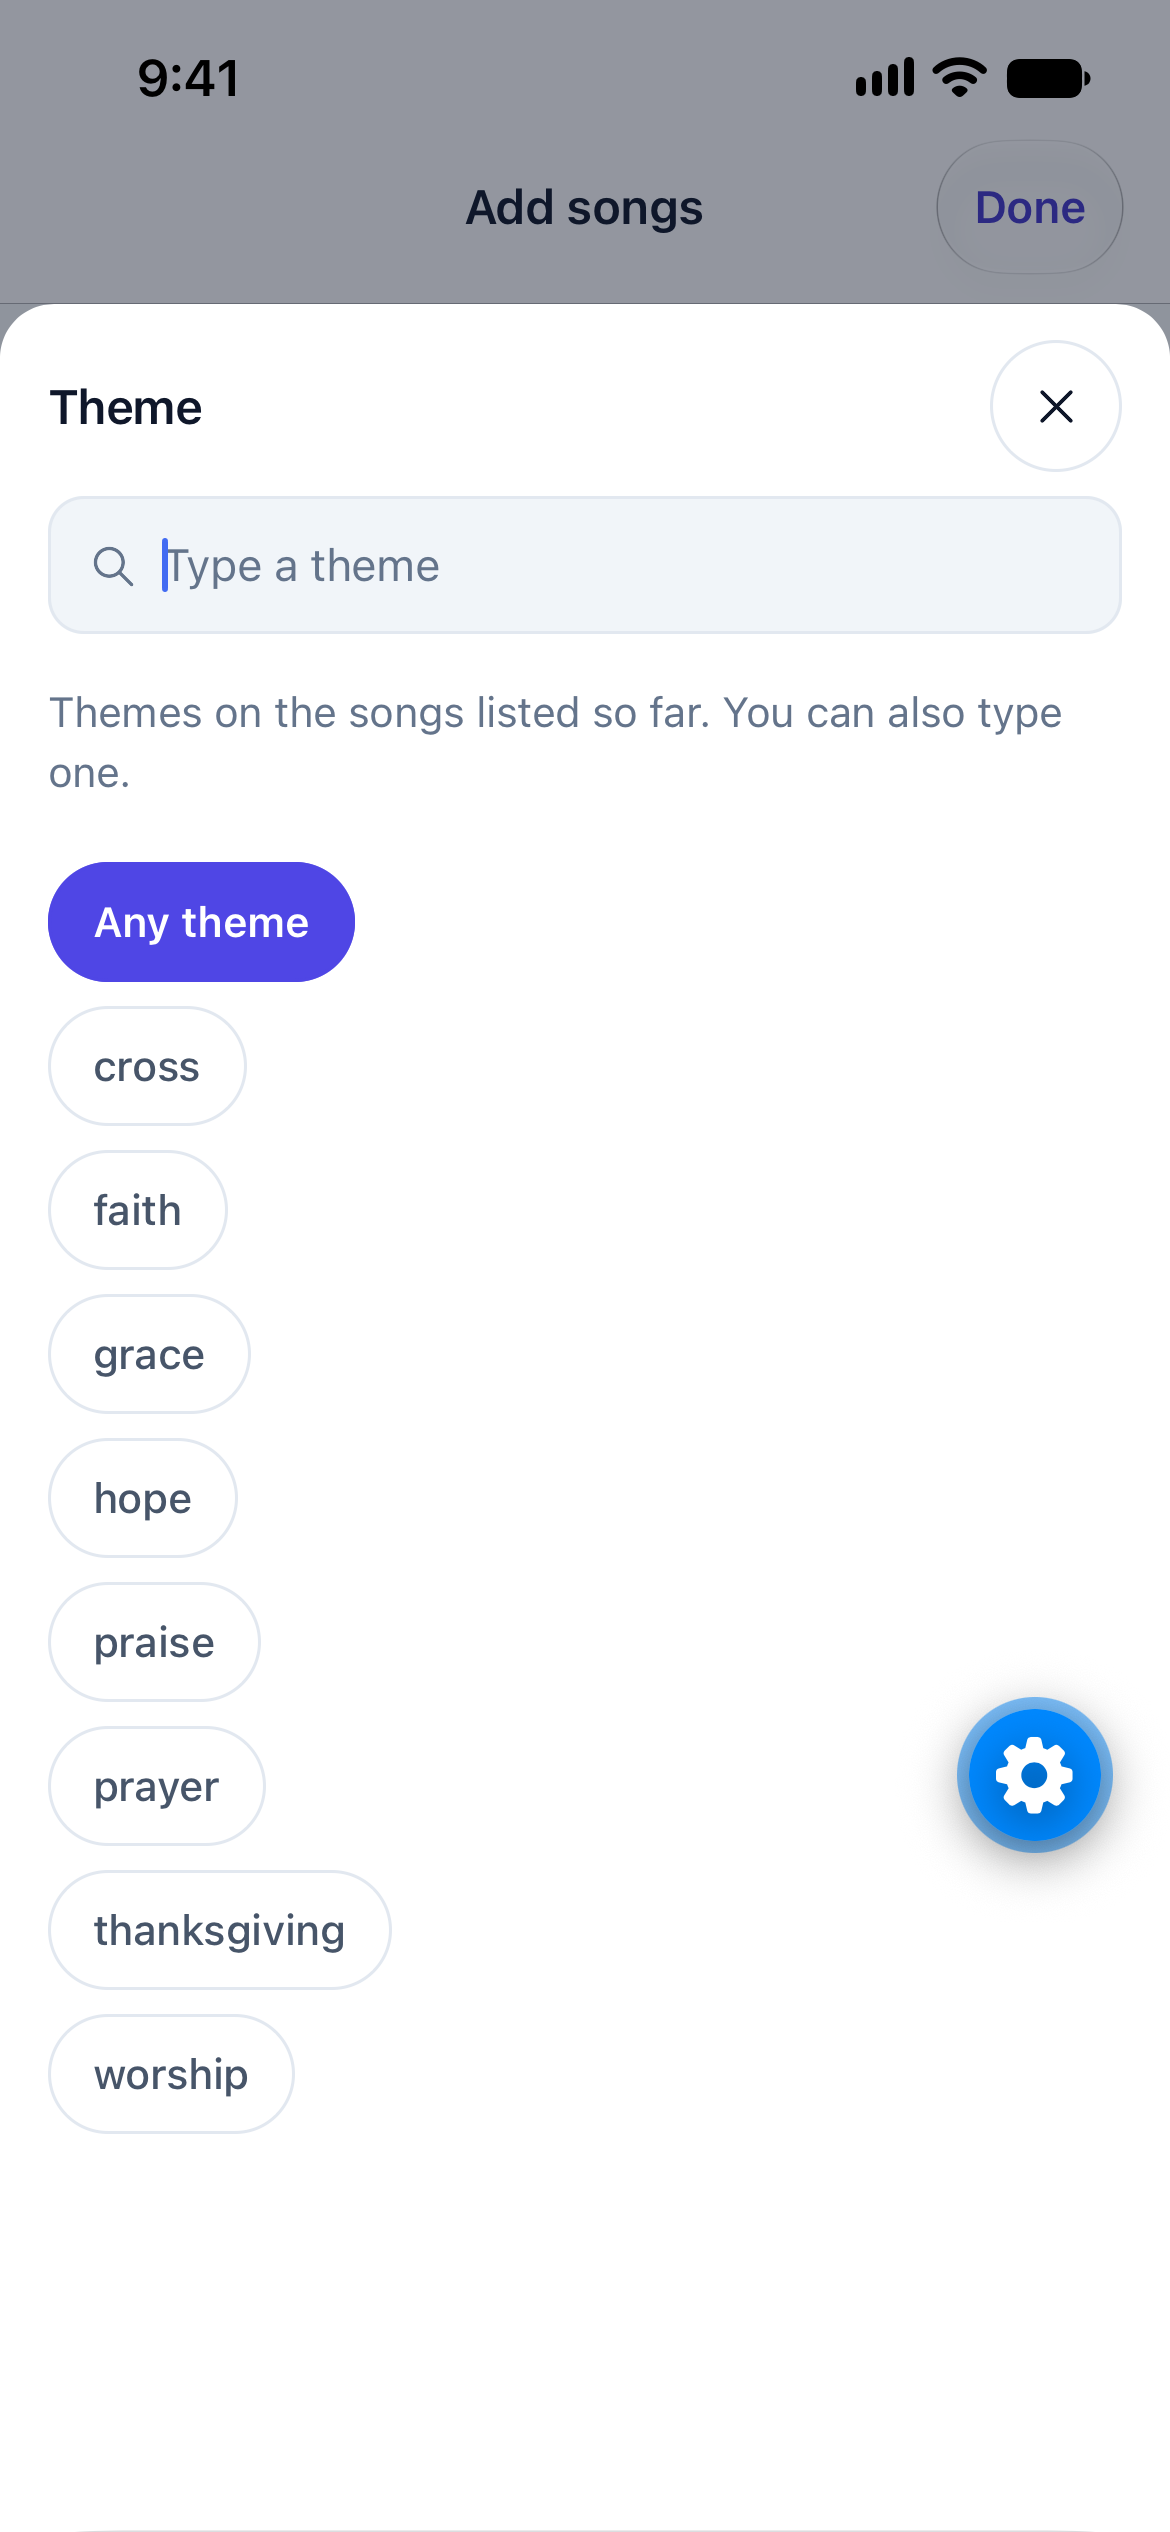 9:41
Add songs
Done
Theme
Type a theme
Themes on the songs listed so far. You can also type
one.
Any theme
cross
faith
grace
hope
praise
prayer
thanksgiving
worship